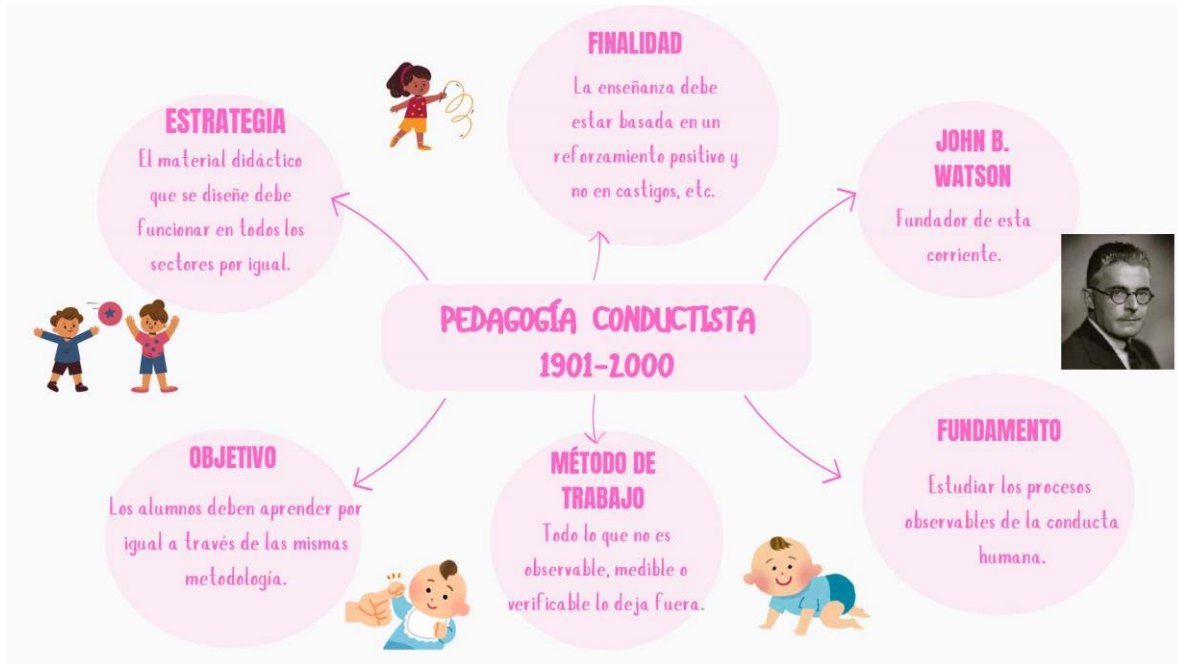 FINALIDAD
La enseñanza debe
estar basada en un
reforzamiento positivo y
no en castigos, etc.
ESTRATEGIA
El material didáctico
que se diseñe debe
funcionar en todos los
sectores por igual.
JOHN B.
WATSON
Fundador de esta
corriente.
PEDAGOGÍA CONDUCTISTA
1901-2000
OBJETIVO
Los alumnos deben aprender por
igual a través de las mismas
metodología.
MÉTODO DE
TRABAJO
Todo lo que no es
observable, medible o
verificable lo deja fuera.
FUNDAMENTO
Estudiar los procesos
observables de la conducta
humana.